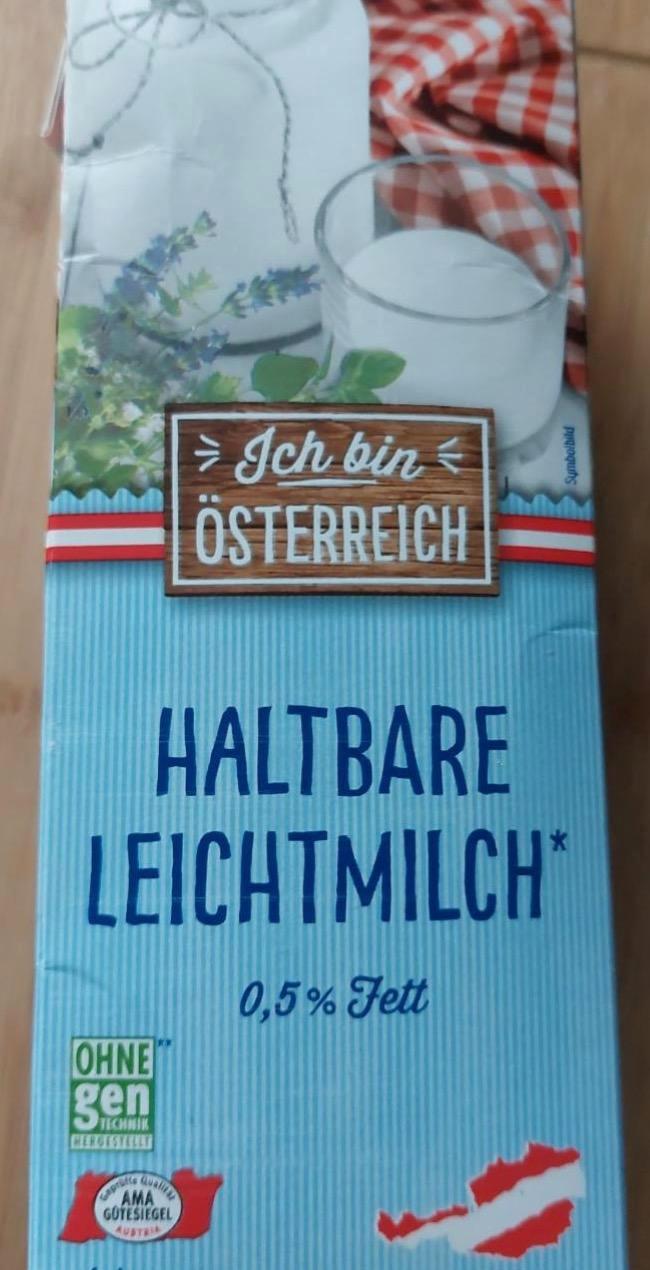 Symbolbild
Ich bin
ÖSTERREICH
HALTBARE
LEICHTMILCH*
0,5% Fett
OHNE**
gen
TECHNIK
HERGESTELLT
Geprüfte Qualität
AMA
GÜTESIEGEL
AUSTRIA